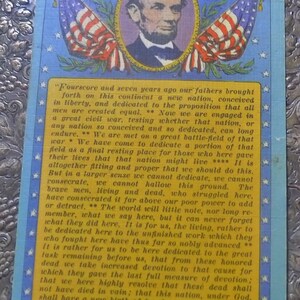 "Fourscore and seven years ago our fathers brought
forth on this continent a new nation, conceived
in liberty, and dedicated to the proposition that all
men are created equal. ** Now we are engaged in
a great civil war, testing whether that nation, or
any nation so conceived and so dedicated, can long
endure. ** We are met on a great battle-field of that
war * We have come to dedicate a portion of that
field as a final resting place for those who here gave
their lives that that nation might live **** It is
altogether fitting and proper that we should do this.
But in a larger sense we cannot dedicate, we cannot
consecrate, we cannot hallow this ground. The
brave men, living and dead, who struggled here,
have consecrated it far above our poor power to add
or detract. ** The world will little note, nor long re-
member, what we say here, but it can never forget
what they did here. It is for us, the living, rather to
be dedicated here to the unfinished work which they
who fought here have thus far so nobly advanced **
It is rather for us to be here dedicated to the great
task remaining before us, that from these honored
dead we take increased devotion to that cause for
which they gave the last full measure of devotion;
that we here highly resolve that these dead shall
not have died in vain; that this nation, under God,
shall have a new